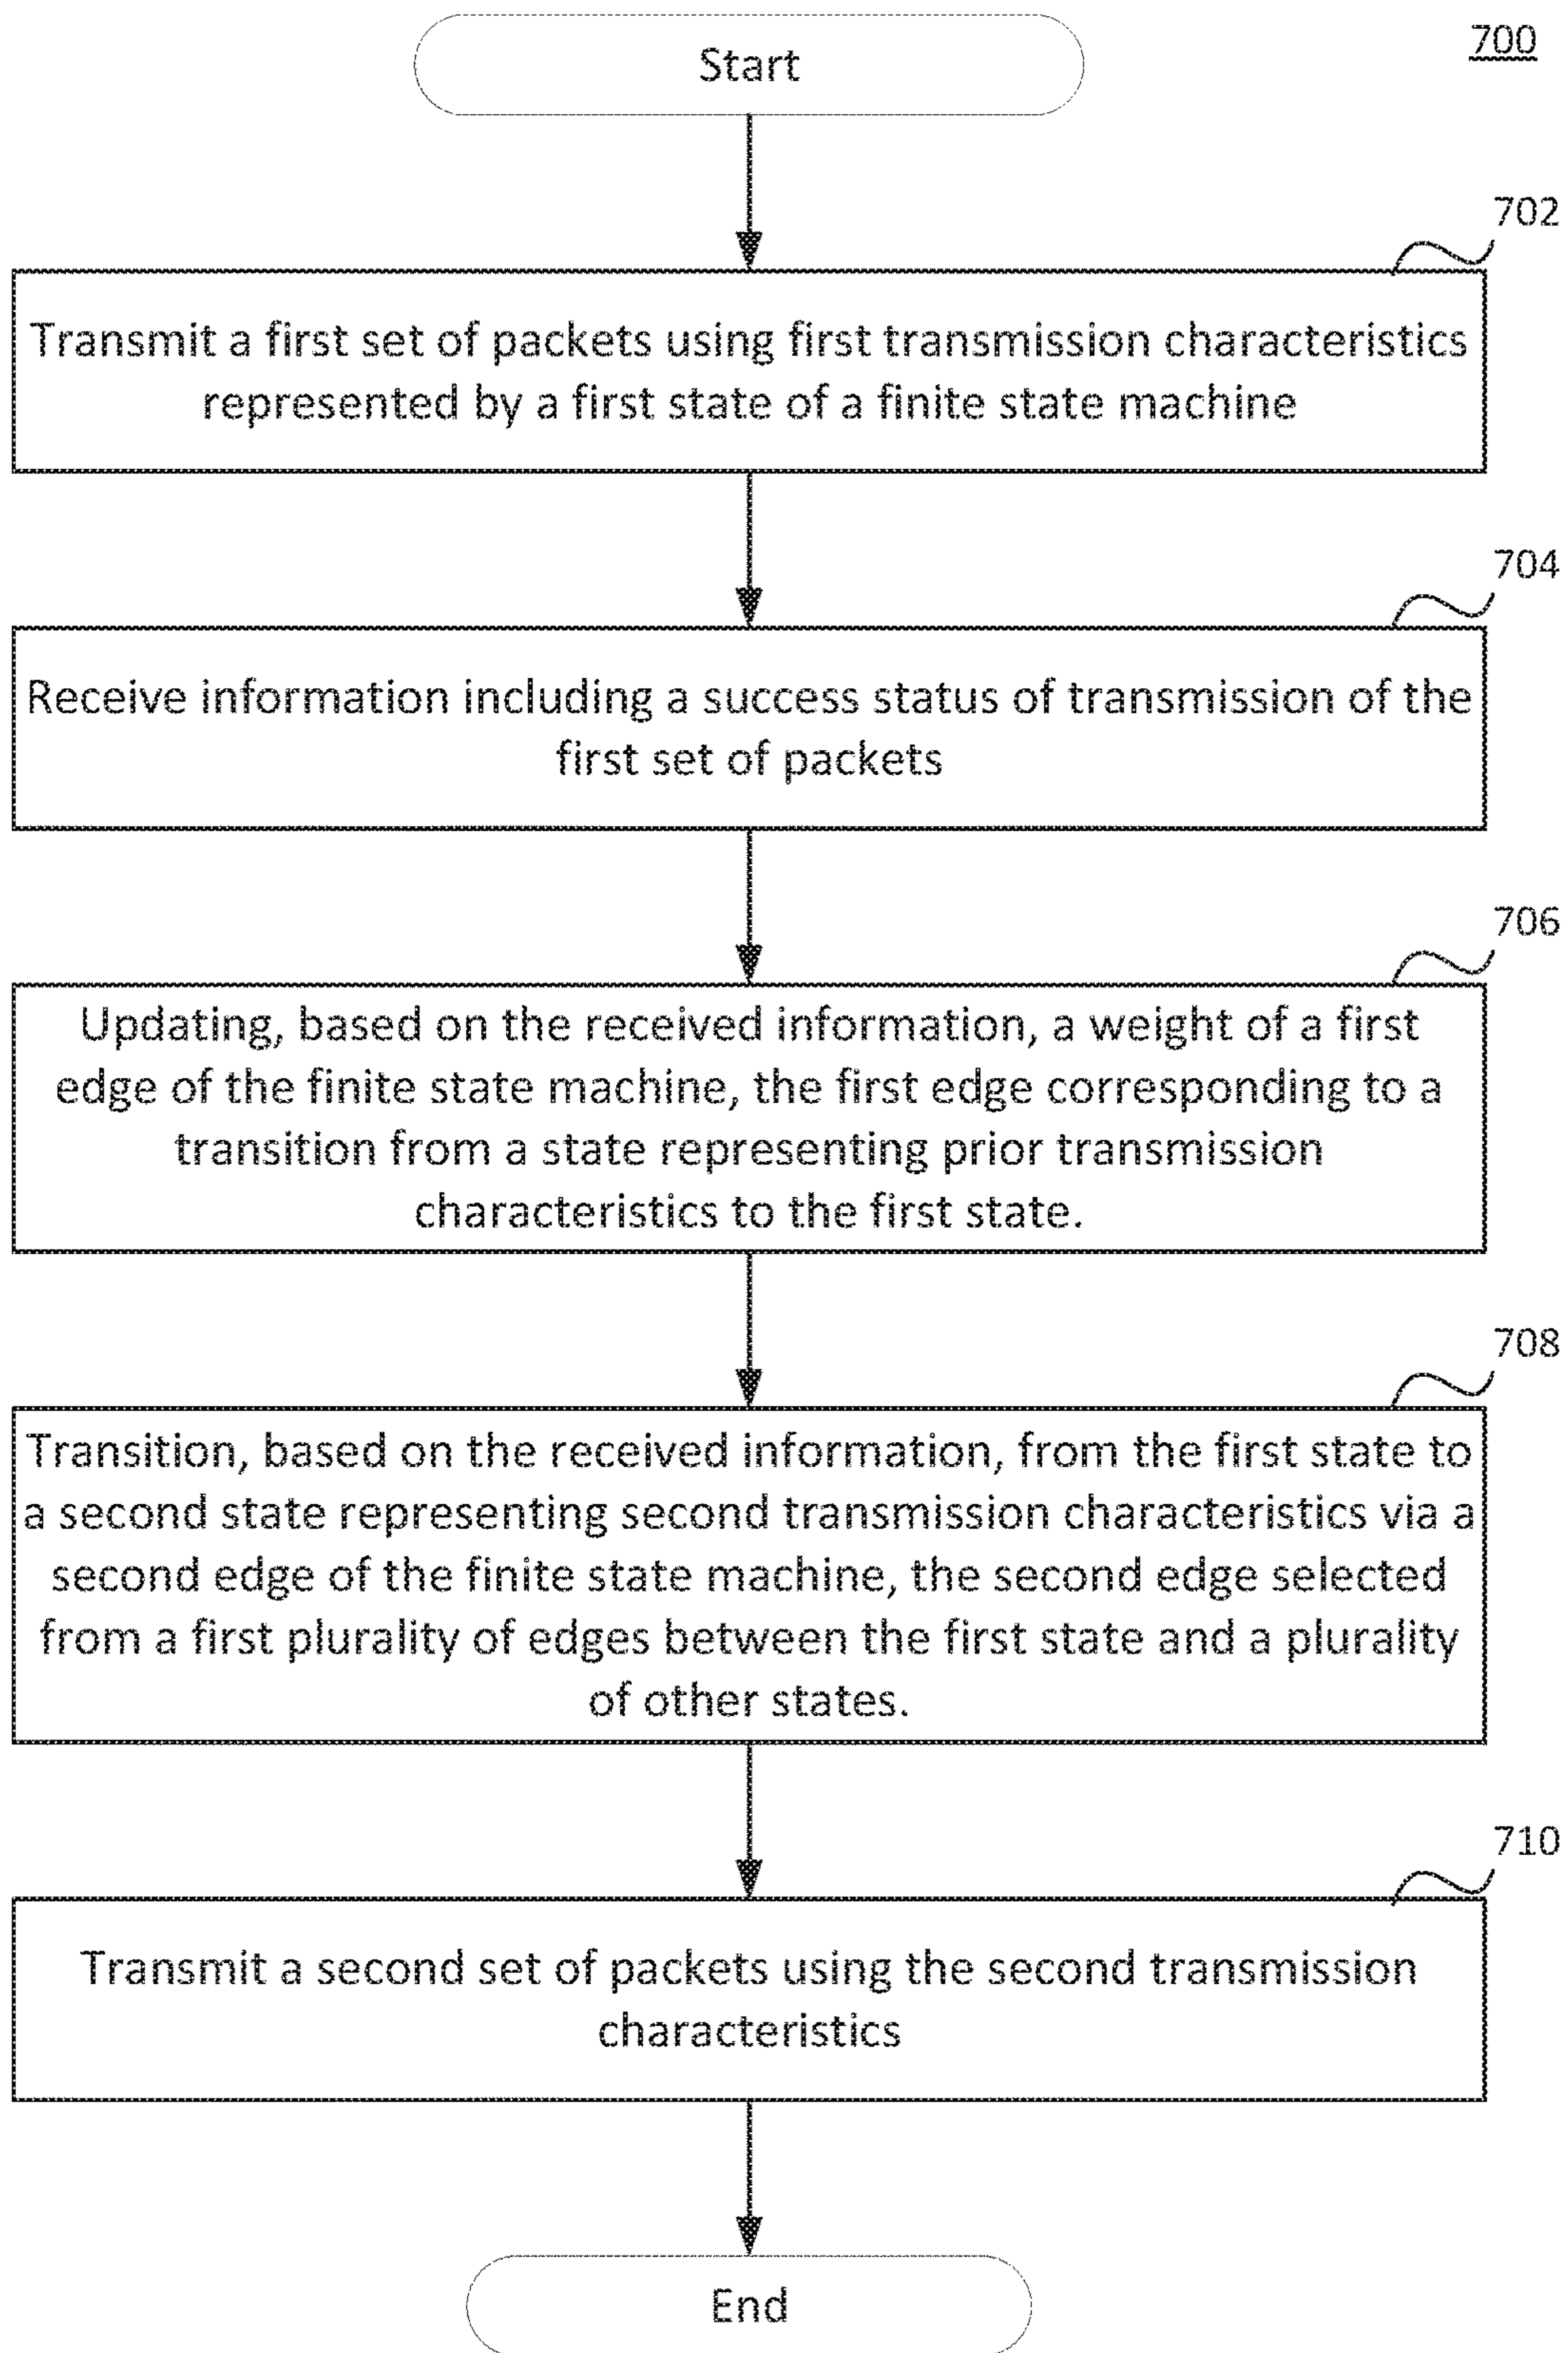 700
Start
702
Transmit a first set of packets using first transmission characteristics
represented by a first state of a finite state machine
704
Receive information including a success status of transmission of the
first set of packets
706
Updating, based on the received information, a weight of a first
edge of the finite state machine, the first edge corresponding to a
transition from a state representing prior transmission
characteristics to the first state.
708
Transition, based on the received information, from the first state to
a second state representing second transmission characteristics via a
second edge of the finite state machine, the second edge selected
from a first plurality of edges between the first state and a plurality
of other states.
710
Transmit a second set of packets using the second transmission
characteristics
End